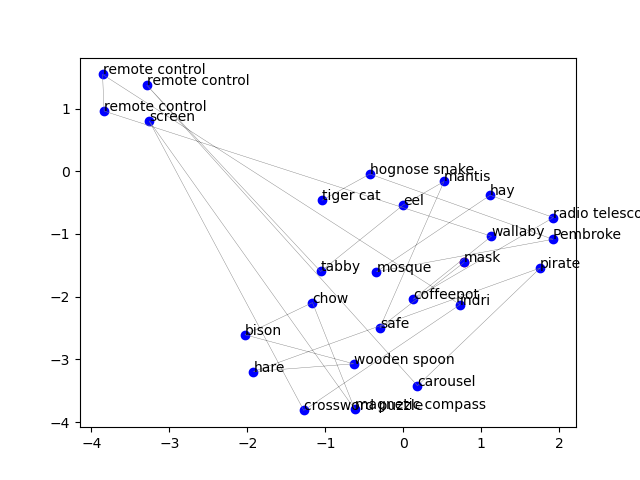 remote control
remote control
remote control
screen
hognose snake
mantis
hay
tiger cat
eel
radio telesco
wallaby
Pembroke
tabby
mosque
mask
pirate
chow
coffeepot
indri
bison
safe
hare
wooden spoon
carousel
crossword puzzle
magnetic compass
1
0
−1
−2
−3
−4
−4
−3
−2
−1
0
1
2